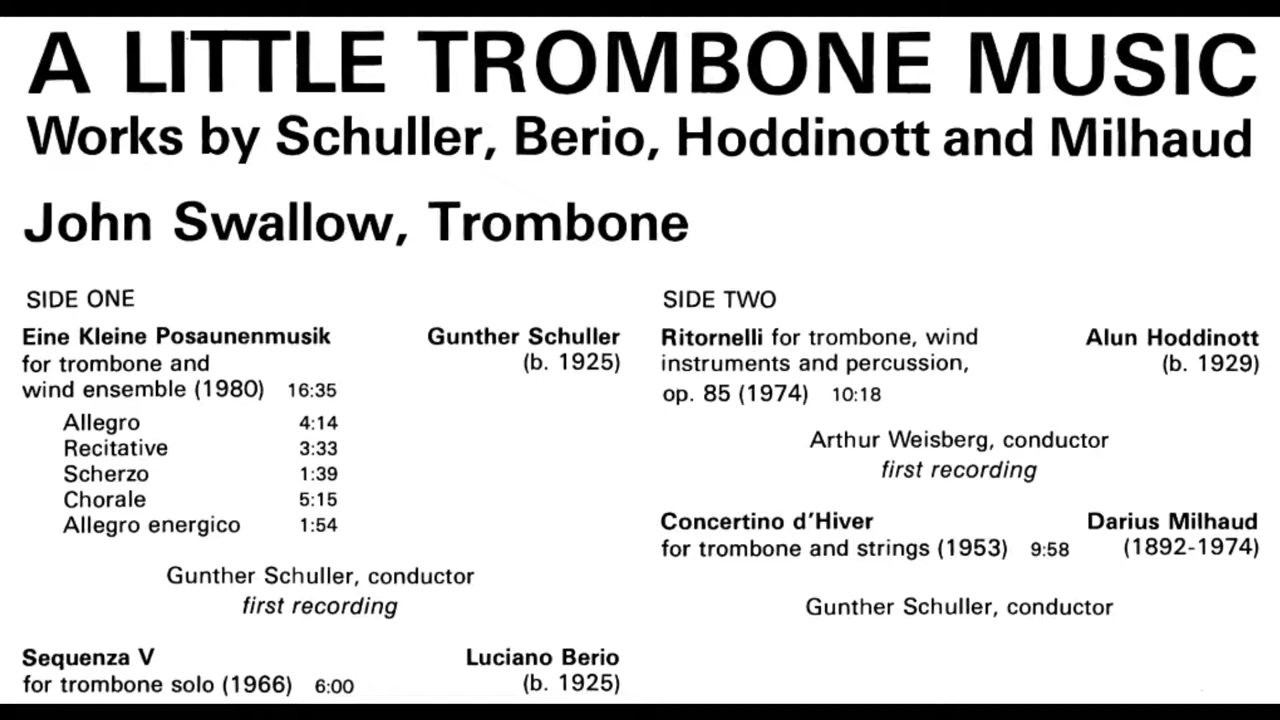 A LITTLE TROMBONE MUSIC
Works by Schuller, Berio, Hoddinott and Milhaud
John Swallow, Trombone
SIDE ONE
Eine Kleine Posaunenmusik Gunther Schuller
for trombone and (b. 1925)
wind ensemble (1980) 16:35
Allegro 4:14
Recitative 3:33
Scherzo 1:39
Chorale 5:15
Allegro energico 1:54
Gunther Schuller, conductor
first recording
Sequenza V Luciano Berio
for trombone solo (1966) 6:00 (b. 1925)
SIDE TWO
Ritornelli for trombone, wind Alun Hoddinott
instruments and percussion, (b. 1929)
op. 85 (1974) 10:18
Arthur Weisberg, conductor
first recording
Concertino d'Hiver Darius Milhaud
for trombone and strings (1953) 9:58 (1892-1974)
Gunther Schuller, conductor